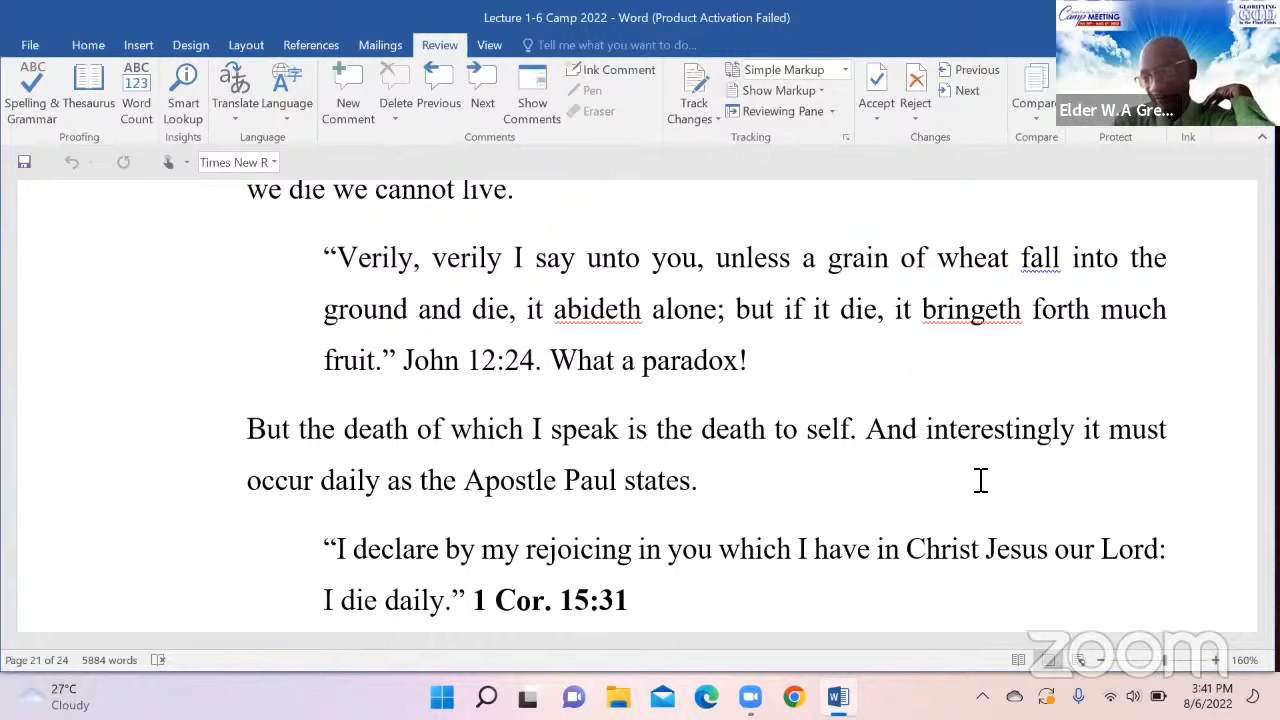 Lecture 1-6 Camp 2022 - Word (Product Activation Failed)
File Home Insert Design Layout References Mailings Review View Tell me what you want to do...
Camp MEETING
GLORIFYING
Elder W.A Gre...
ABC Spelling & Grammar
Thesaurus
ABC 123 Word Count
Smart Lookup
Translate Language
New Comment
Delete Previous Next
Show Comments
Ink Comment
Pen
Eraser
Track Changes
Simple Markup
Show Markup
Reviewing Pane
Accept Reject
Previous
Next
Compar
Proofing Insights Language Comments Tracking Changes Compare Protect Ink
Times New R
we die we cannot live.
“Verily, verily I say unto you, unless a grain of wheat fall into the
ground and die, it abideth alone; but if it die, it bringeth forth much
fruit.” John 12:24. What a paradox!
But the death of which I speak is the death to self. And interestingly it must
occur daily as the Apostle Paul states.
“I declare by my rejoicing in you which I have in Christ Jesus our Lord:
I die daily.” 1 Cor. 15:31
zoom
Page 21 of 24 5884 words 160%
27°C
Cloudy
3:41 PM
8/6/2022